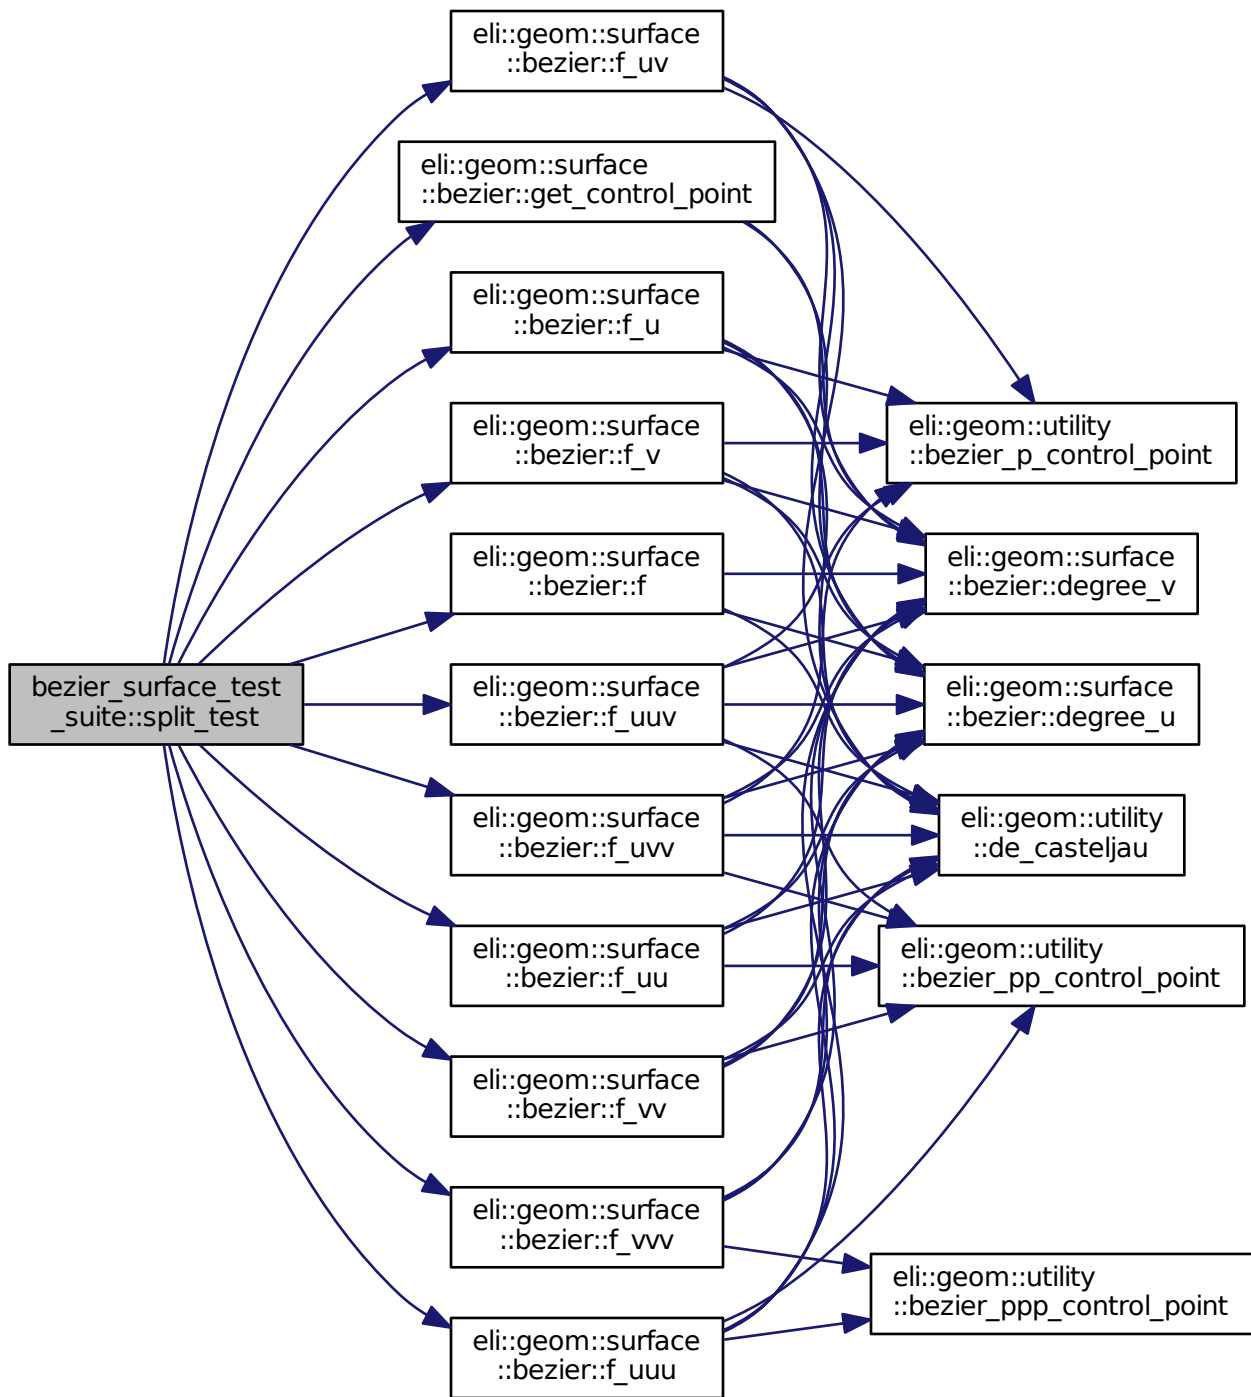 eli::geom::surface
::bezier::f_uv
eli::geom::surface
::bezier::get_control_point
eli::geom::surface
::bezier::f_u
eli::geom::surface
::bezier::f_v
eli::geom::surface
::bezier::f
bezier_surface_test
_suite::split_test
eli::geom::surface
::bezier::f_uuv
eli::geom::surface
::bezier::f_uvv
eli::geom::surface
::bezier::f_uu
eli::geom::surface
::bezier::f_vv
eli::geom::surface
::bezier::f_vvv
eli::geom::surface
::bezier::f_uuu
eli::geom::utility
::bezier_p_control_point
eli::geom::surface
::bezier::degree_v
eli::geom::surface
::bezier::degree_u
eli::geom::utility
::de_casteljau
eli::geom::utility
::bezier_pp_control_point
eli::geom::utility
::bezier_ppp_control_point